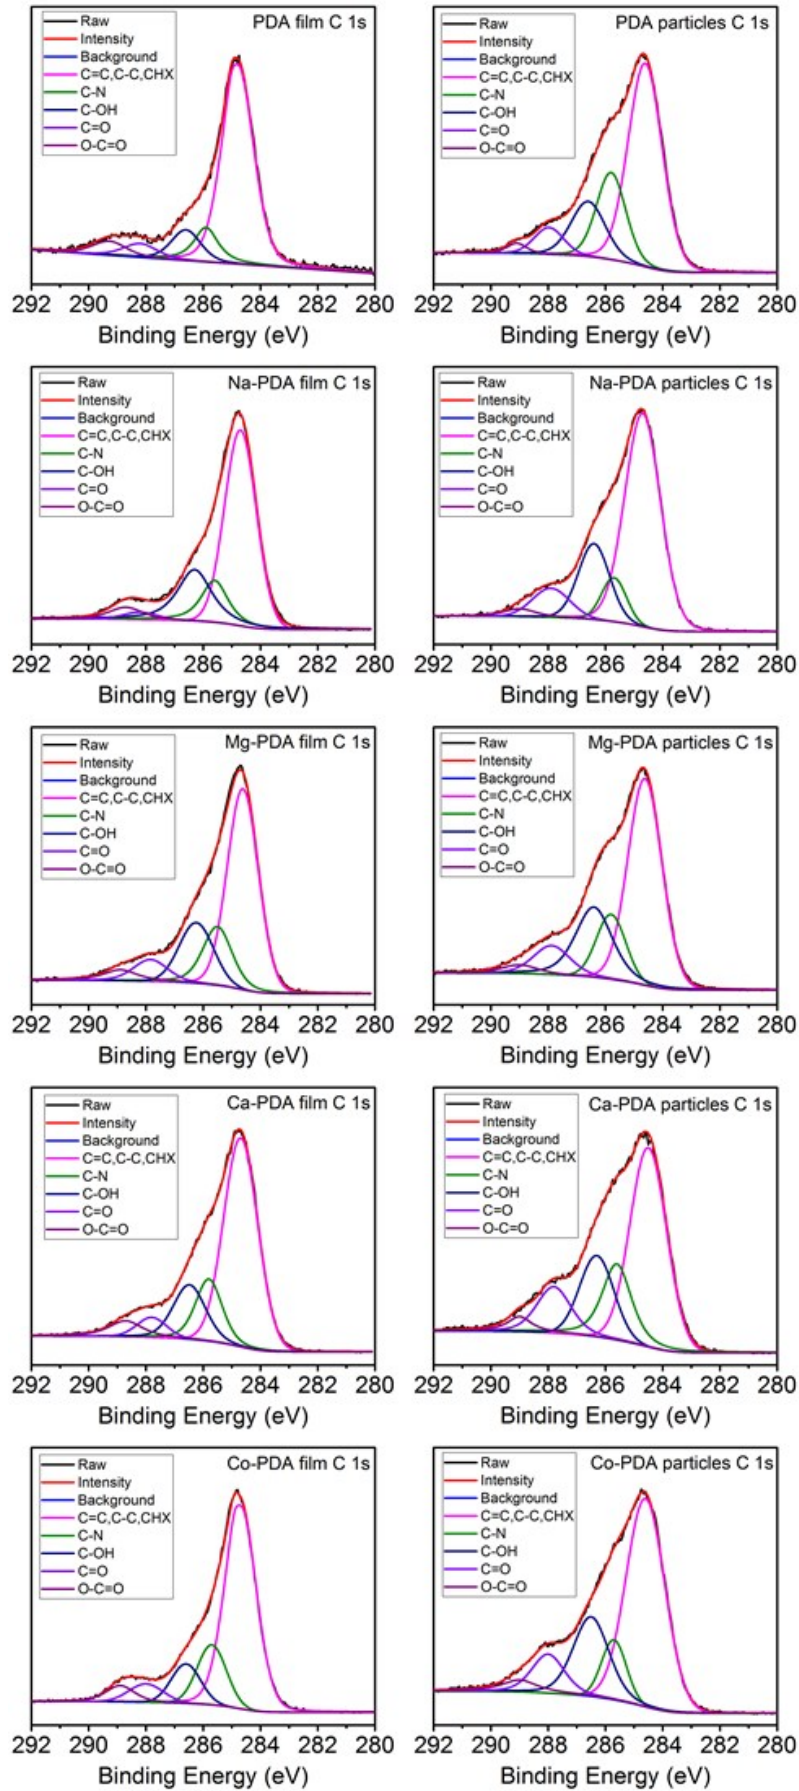 PDA film C 1s
Raw
Intensity
Background
C=C,C-C,CHX
C-N
C-OH
C=O
O-C=O
292 290 288 286 284 282 280
Binding Energy (eV)
PDA particles C 1s
Raw
Intensity
Background
C=C,C-C,CHX
C-N
C-OH
C=O
O-C=O
292 290 288 286 284 282 280
Binding Energy (eV)
Na-PDA film C 1s
Raw
Intensity
Background
C=C,C-C,CHX
C-N
C-OH
C=O
O-C=O
292 290 288 286 284 282 280
Binding Energy (eV)
Na-PDA particles C 1s
Raw
Intensity
Background
C=C,C-C,CHX
C-N
C-OH
C=O
O-C=O
292 290 288 286 284 282 280
Binding Energy (eV)
Mg-PDA film C 1s
Raw
Intensity
Background
C=C,C-C,CHX
C-N
C-OH
C=O
O-C=O
292 290 288 286 284 282 280
Binding Energy (eV)
Mg-PDA particles C 1s
Raw
Intensity
Background
C=C,C-C,CHX
C-N
C-OH
C=O
O-C=O
292 290 288 286 284 282 280
Binding Energy (eV)
Ca-PDA film C 1s
Raw
Intensity
Background
C=C,C-C,CHX
C-N
C-OH
C=O
O-C=O
292 290 288 286 284 282 280
Binding Energy (eV)
Ca-PDA particles C 1s
Raw
Intensity
Background
C=C,C-C,CHX
C-N
C-OH
C=O
O-C=O
292 290 288 286 284 282 280
Binding Energy (eV)
Co-PDA film C 1s
Raw
Intensity
Background
C=C,C-C,CHX
C-N
C-OH
C=O
O-C=O
292 290 288 286 284 282 280
Binding Energy (eV)
Co-PDA particles C 1s
Raw
Intensity
Background
C=C,C-C,CHX
C-N
C-OH
C=O
O-C=O
292 290 288 286 284 282 280
Binding Energy (eV)